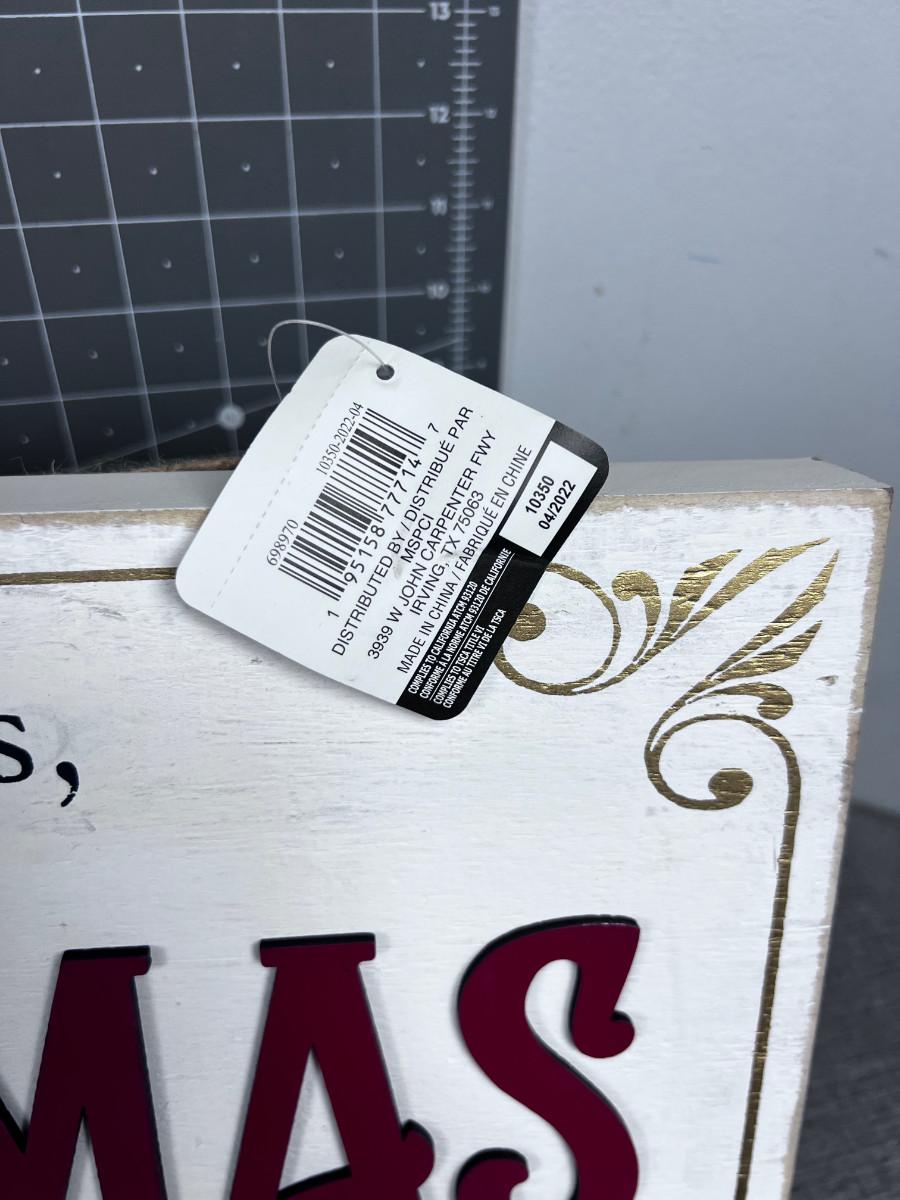 13
12
11
10
10350-2022-04
698970
1 95158 77714 7
DISTRIBUTED BY / DISTRIBUÉ PAR
MSPCI
3939 W JOHN CARPENTER FWY
IRVING, TX 75063
MADE IN CHINA / FABRIQUÉ EN CHINE
10350
04/2022
COMPLIES TO CALIFORNIA ATCM 93120
CONFORME À LA NORME ATCM 93120 DE CALIFORNIE
COMPLIES TO TSCA TITLE VI
CONFORME AU TITRE VI DE LA TSCA
s,
MAS